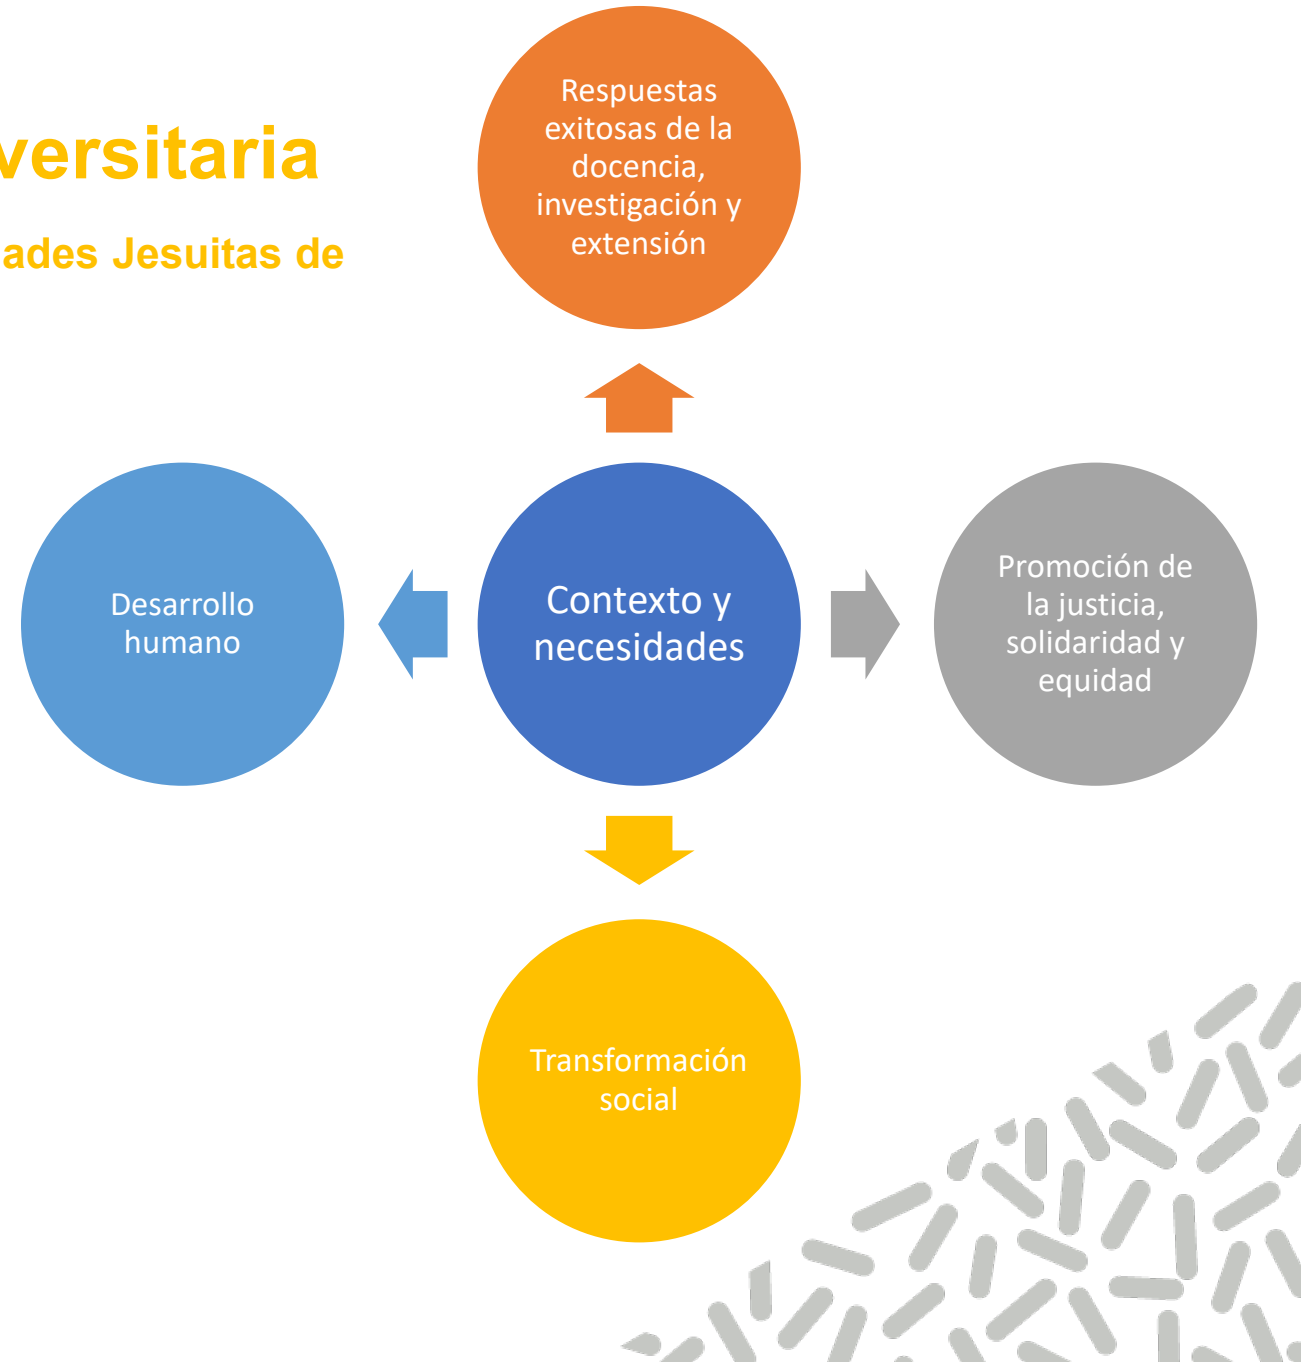 versitaria
ades Jesuitas de
Respuestas
exitosas de la
docencia,
investigación y
extensión
Desarrollo
humano
Contexto y
necesidades
Promoción de
la justicia,
solidaridad y
equidad
Transformación
social